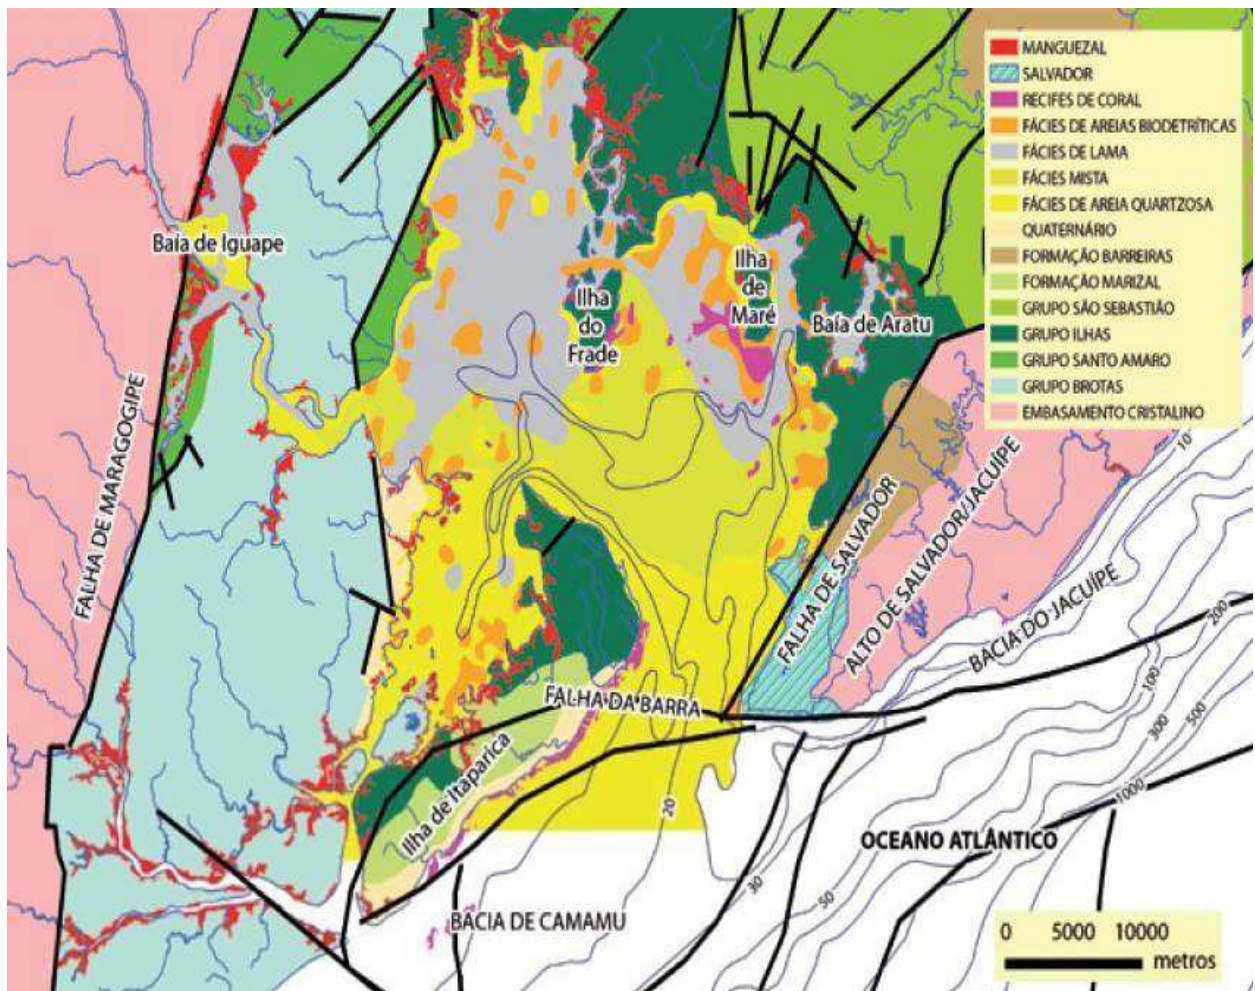 MANGUEZAL
SALVADOR
RECIFES DE CORAL
FÁCIES DE AREIAS BIODETRÍTICAS
FÁCIES DE LAMA
FÁCIES MISTA
FÁCIES DE AREIA QUARTZOSA
QUATERNÁRIO
FORMAÇÃO BARREIRAS
FORMAÇÃO MARIZAL
GRUPO SÃO SEBASTIÃO
GRUPO ILHAS
GRUPO SANTO AMARO
GRUPO BROTAS
EMBASAMENTO CRISTALINO
Baía de Iguape
Ilha
do
Frade
Ilha
de
Maré
Baía de Aratu
FALHA DE MARAGOGIPE
FALHA DE SALVADOR
ALTO DE SALVADOR/JACUÍPE
BACIA DO JACUÍPE
FALHA DA BARRA
Ilha de Itaparica
BACIA DE CAMAMU
OCEANO ATLÂNTICO
10
200
100
300
500
1000
20
30
50
0 5000 10000
metros